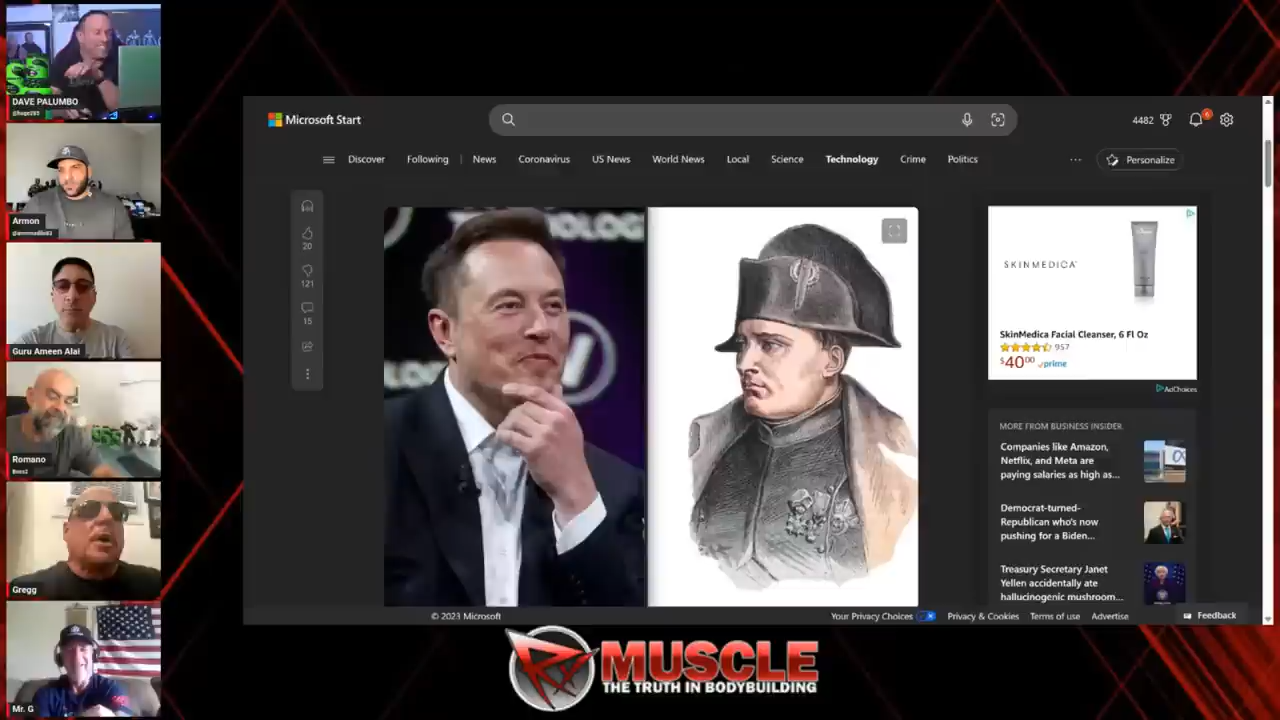 DAVE PALUMBO
@huge285
Armon
Guru Ameen Alai
Romano
Boss2
Gregg
Mr. G
Microsoft Start
4482
6
Discover
Following
News
Coronavirus
US News
World News
Local
Science
Technology
Crime
Politics
...
Personalize
20
121
15
SKINMEDICA
SkinMedica Facial Cleanser, 6 Fl Oz
957
$40 00 prime
AdChoices
MORE FROM BUSINESS INSIDER
Companies like Amazon,
Netflix, and Meta are
paying salaries as high as...
Democrat-turned-
Republican who's now
pushing for a Biden...
Treasury Secretary Janet
Yellen accidentally ate
hallucinogenic mushroom...
© 2023 Microsoft
Your Privacy Choices
Privacy & Cookies
Terms of use
Advertise
Feedback
RX MUSCLE
THE TRUTH IN BODYBUILDING